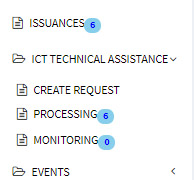 ISSUANCES 6
ICT TECHNICAL ASSISTANCE
CREATE REQUEST
PROCESSING 6
MONITORING 0
EVENTS